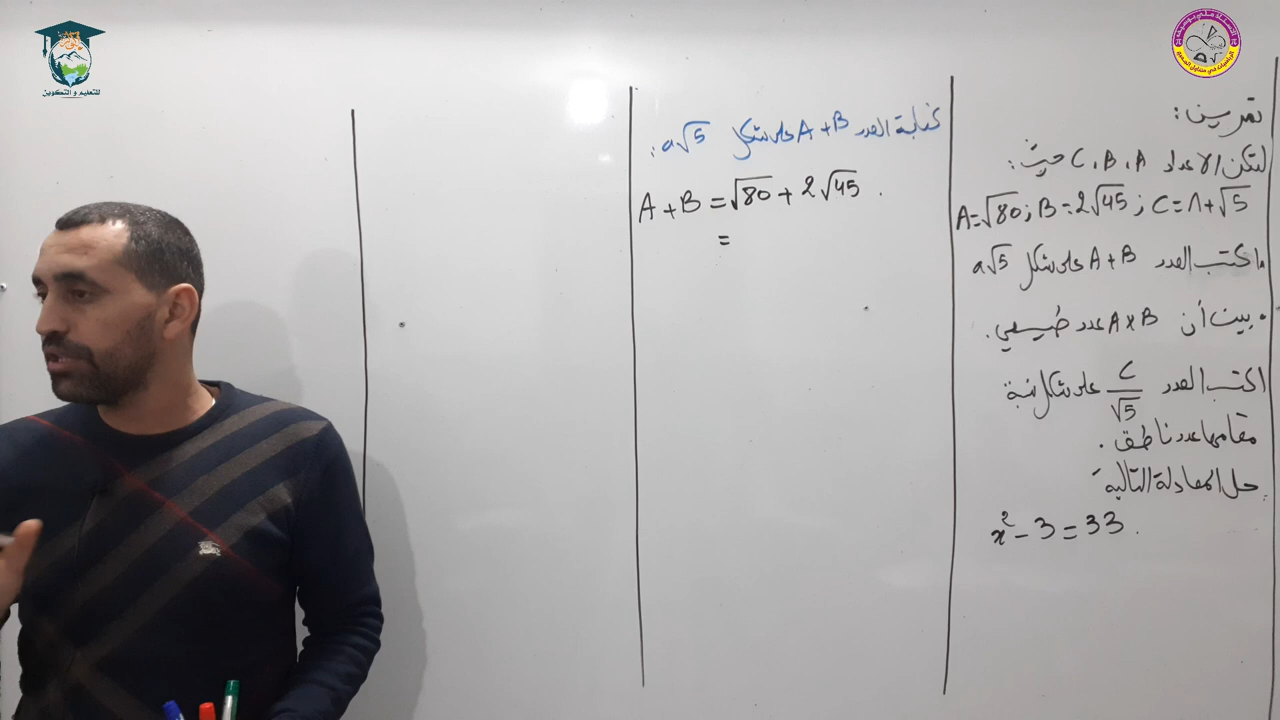 تمرين:
لتكن الأعداد C, B, A حيث:
A=√80; B=2√45; C=1+√5
• اكتب العدد A+B على شكل a√5
• بين أن A×B عدد طبيعي.
اكتب العدد C/√5 على شكل نسبة
مقامها عدد ناطق.
حل المعادلة التالية
x²-3=33.
كتابة العدد A+B على شكل a√5:
A+B=√80+2√45.
=
للتعليم و التكوين